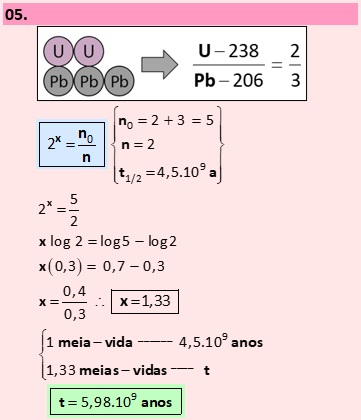 05.
U U
Pb Pb Pb
U – 238 / Pb – 206 = 2 / 3
2^x = n₀ / n
n₀ = 2 + 3 = 5
n = 2
t₁/₂ = 4,5.10⁹ a
2^x = 5 / 2
x log 2 = log5 – log2
x(0,3) = 0,7 – 0,3
x = 0,4 / 0,3 ∴ x = 1,33
1 meia – vida ------- 4,5.10⁹ anos
1,33 meias – vidas ---- t
t = 5,98.10⁹ anos